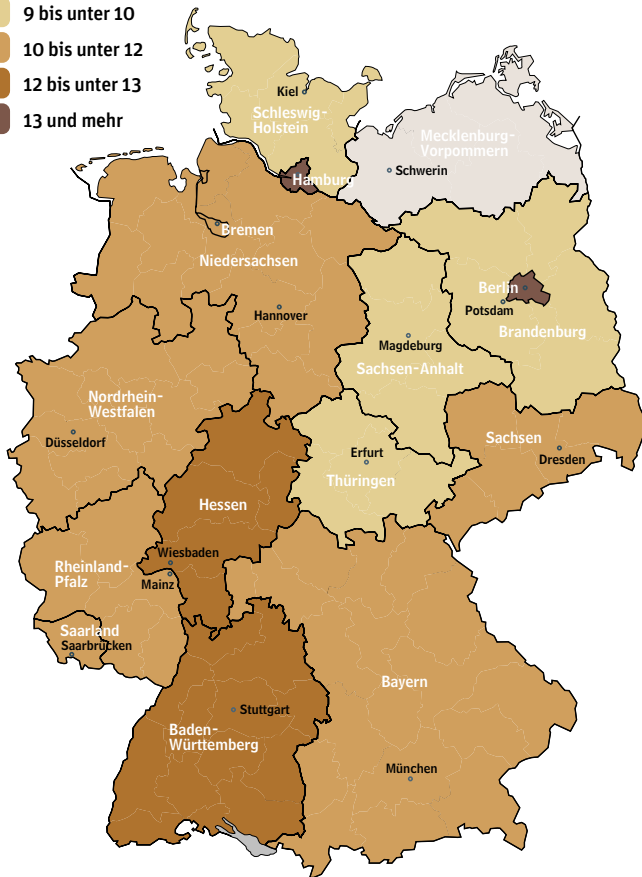 9 bis unter 10
10 bis unter 12
12 bis unter 13
13 und mehr
Kiel
Schleswig-
Holstein
Mecklenburg-
Vorpommern
Schwerin
Hamburg
Bremen
Niedersachsen
Hannover
Berlin
Potsdam
Brandenburg
Magdeburg
Sachsen-Anhalt
Nordrhein-
Westfalen
Düsseldorf
Sachsen
Dresden
Erfurt
Thüringen
Hessen
Wiesbaden
Mainz
Rheinland-
Pfalz
Saarland
Saarbrücken
Bayern
Stuttgart
Baden-
Württemberg
München